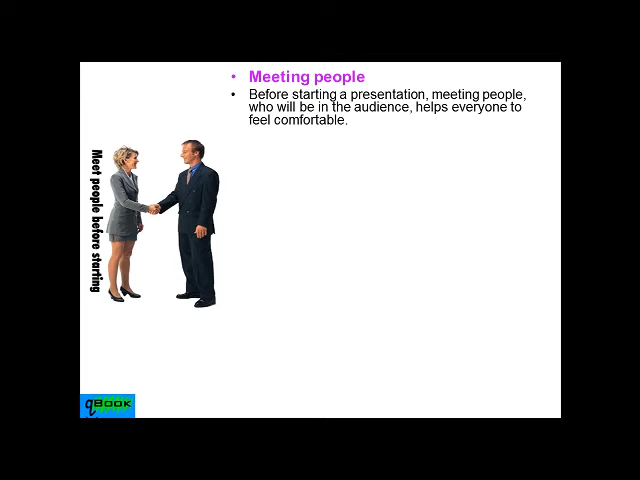 • Meeting people
• Before starting a presentation, meeting people,
who will be in the audience, helps everyone to
feel comfortable.
Meet people before starting
qBOOK